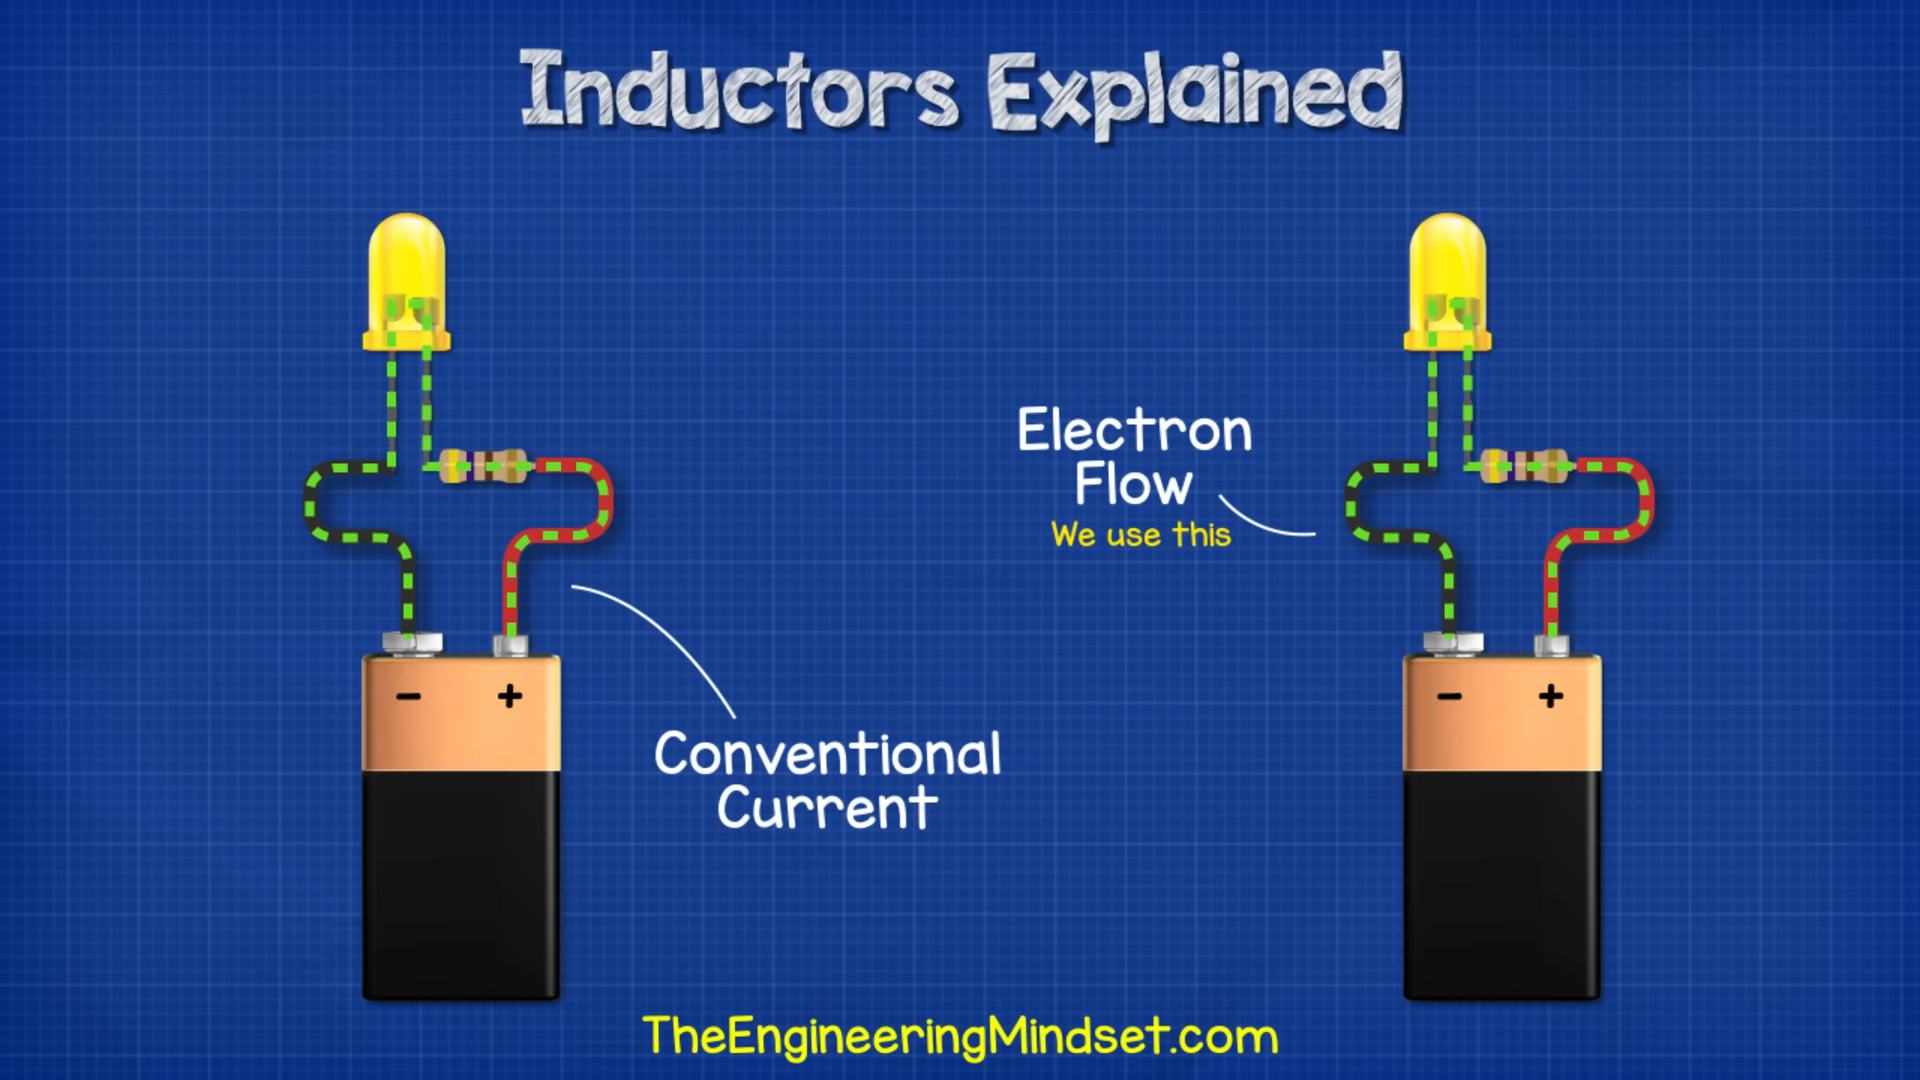 Inductors Explained
Electron
Flow
We use this
- +
- +
Conventional
Current
TheEngineeringMindset.com